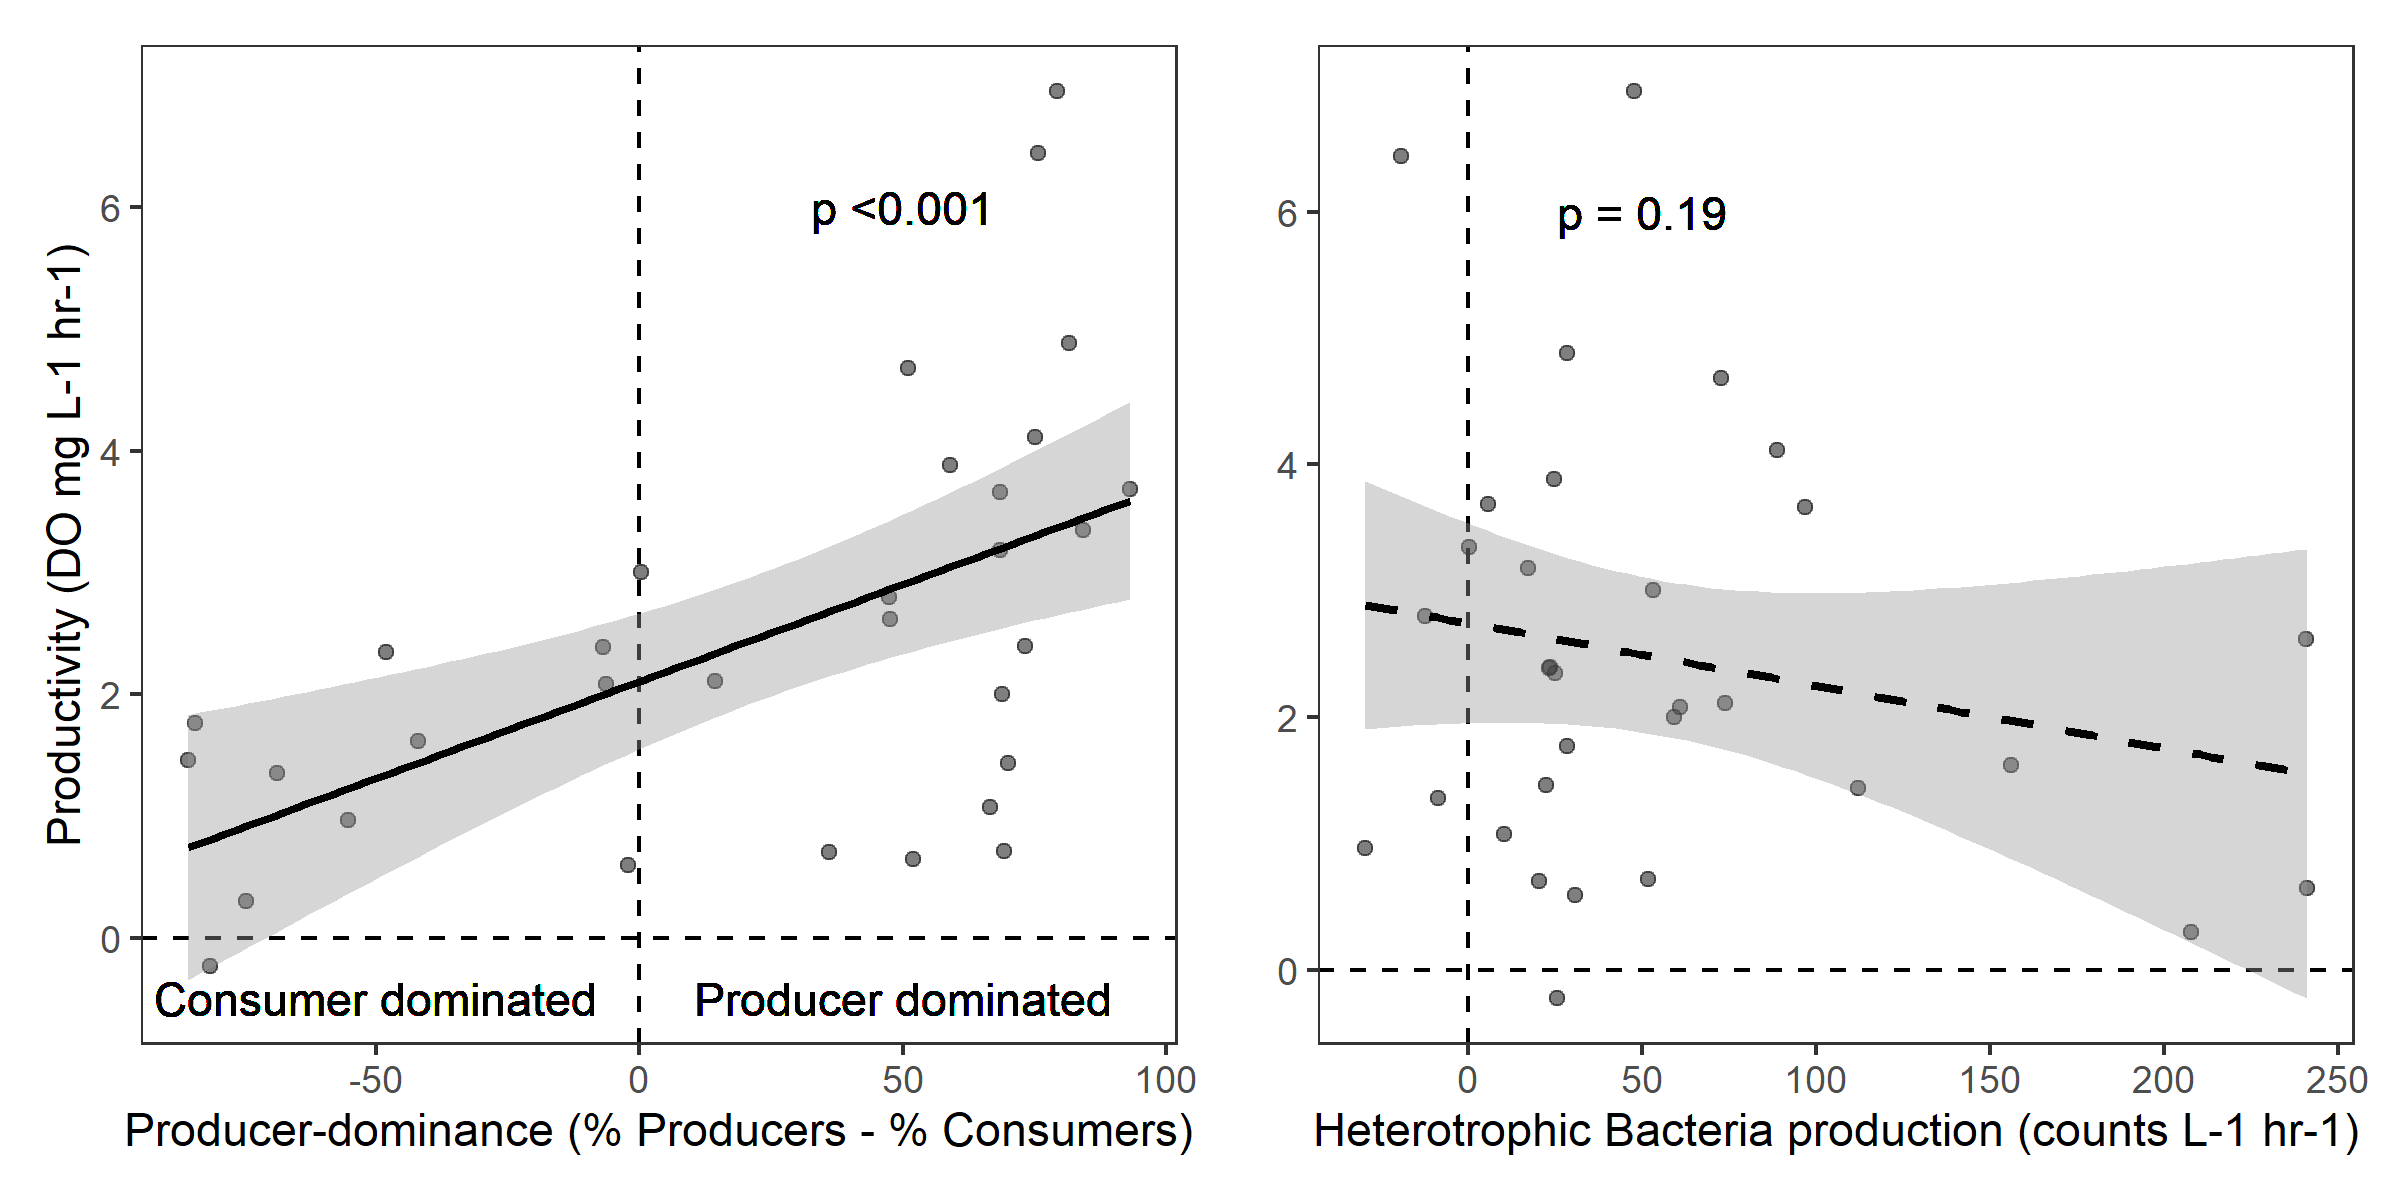 Productivity (DO mg L-1 hr-1)
6
4
2
0
p <0.001
Consumer dominated
Producer dominated
-50
0
50
100
Producer-dominance (% Producers - % Consumers)
6
4
2
0
p = 0.19
0
50
100
150
200
250
Heterotrophic Bacteria production (counts L-1 hr-1)